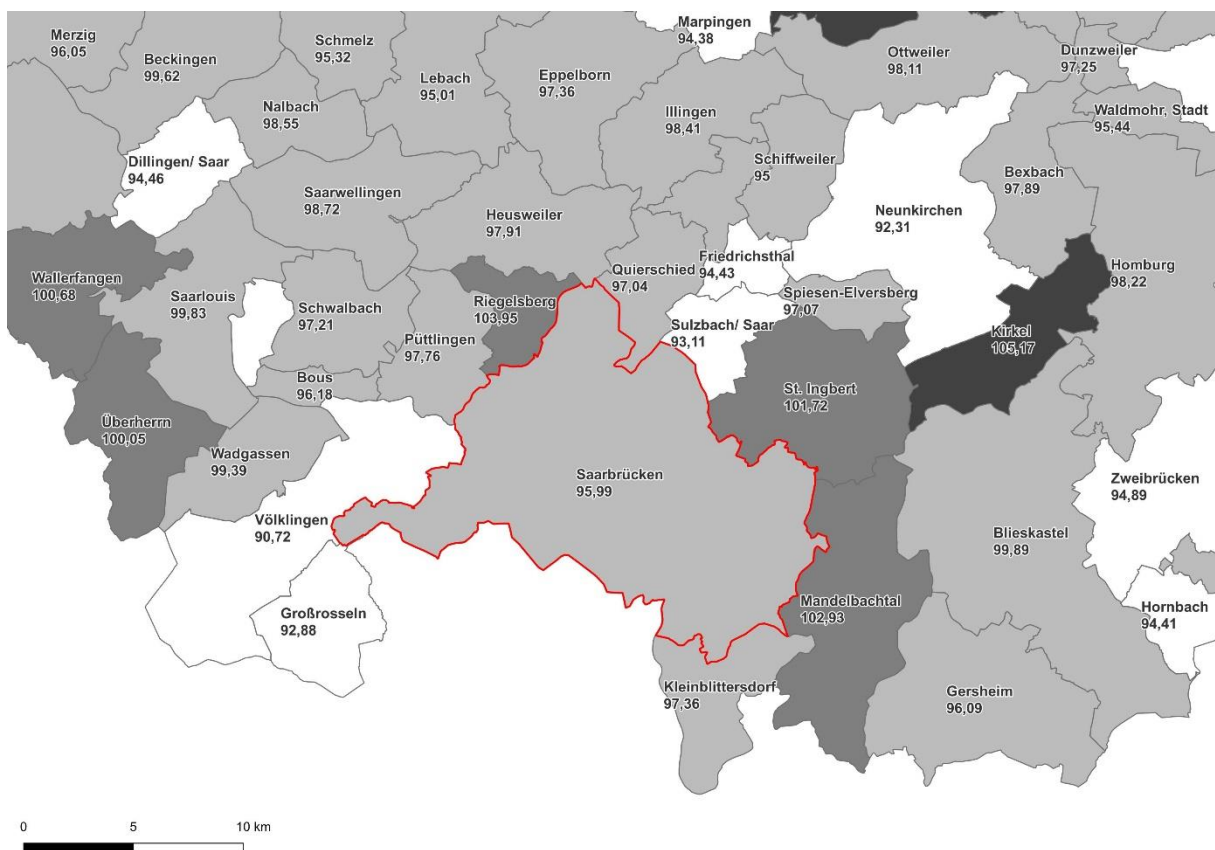 Marpingen
94,38
Merzig
96,05
Beckingen
99,62
Schmelz
95,32
Lebach
95,01
Eppelborn
97,36
Ottweiler
98,11
Dunzweiler
97,25
Nalbach
98,55
Illingen
98,41
Waldmohr, Stadt
95,44
Dillingen/ Saar
94,46
Schiffweiler
95
Bexbach
97,89
Saarwellingen
98,72
Heusweiler
97,91
Neunkirchen
92,31
Wallerfangen
100,68
Saarlouis
99,83
Schwalbach
97,21
Riegelsberg
103,95
Quierschied
97,04
Friedrichsthal
94,43
Spiesen-Elversberg
97,07
Homburg
98,22
Püttlingen
97,76
Sulzbach/ Saar
93,11
Kirkel
105,17
Bous
96,18
St. Ingbert
101,72
Überherrn
100,05
Wadgassen
99,39
Saarbrücken
95,99
Zweibrücken
94,89
Völklingen
90,72
Blieskastel
99,89
Großrosseln
92,88
Mandelbachtal
102,93
Hornbach
94,41
Kleinblittersdorf
97,36
Gersheim
96,09
0 5 10 km